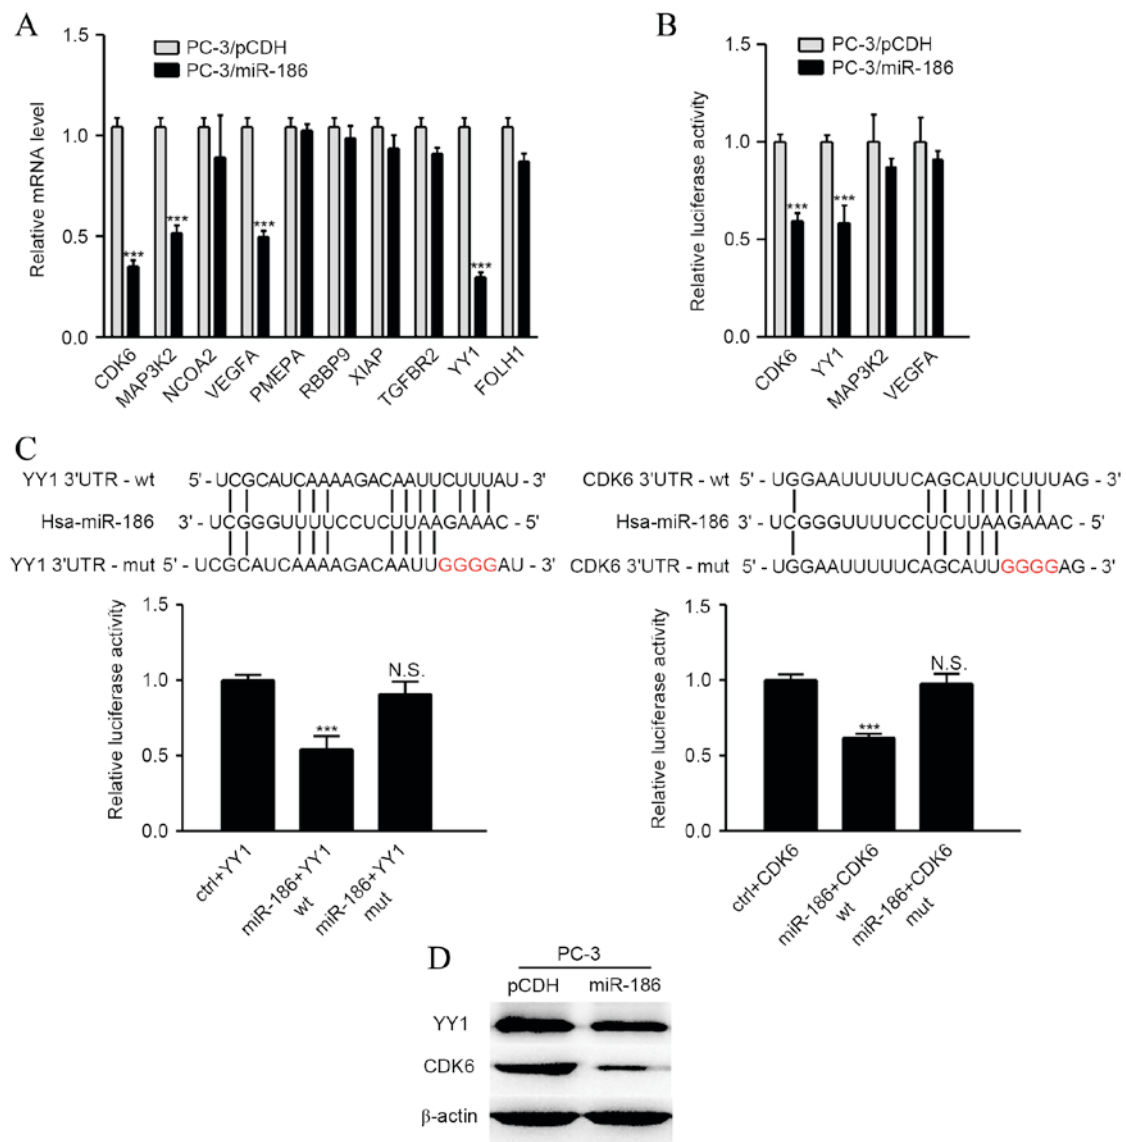 A
1.5
PC-3/pCDH
PC-3/miR-186
1.0
0.5
0.0
Relative mRNA level
***
***
***
***
CDK6
MAP3K2
NCOA2
VEGFA
PMEPA
RBBP9
XIAP
TGFBR2
YY1
FOLH1
B
1.5
PC-3/pCDH
PC-3/miR-186
1.0
0.5
0.0
Relative luciferase activity
***
***
CDK6
YY1
MAP3K2
VEGFA
C
YY1 3'UTR - wt 5'- UCGCAUCAAAAGACAAUUCUUUAU - 3'
Hsa-miR-186 3' - UCGGGUUUUCCUCUUAAGAAAC - 5'
YY1 3'UTR - mut 5' - UCGCAUCAAAAGACAAUUGGGGAU - 3'
1.5
1.0
0.5
0.0
Relative luciferase activity
***
N.S.
ctrl+YY1
miR-186+YY1
wt
miR-186+YY1
mut
CDK6 3'UTR - wt 5' - UGGAAUUUUUCAGCAUUCUUUAG - 3'
Hsa-miR-186 3' - UCGGGUUUUCCUCUUAAGAAAC - 5'
CDK6 3'UTR - mut 5' - UGGAAUUUUUCAGCAUUGGGGAG - 3'
1.5
1.0
0.5
0.0
Relative luciferase activity
***
N.S.
ctrl+CDK6
miR-186+CDK6
wt
miR-186+CDK6
mut
D
PC-3
pCDH miR-186
YY1
CDK6
β-actin